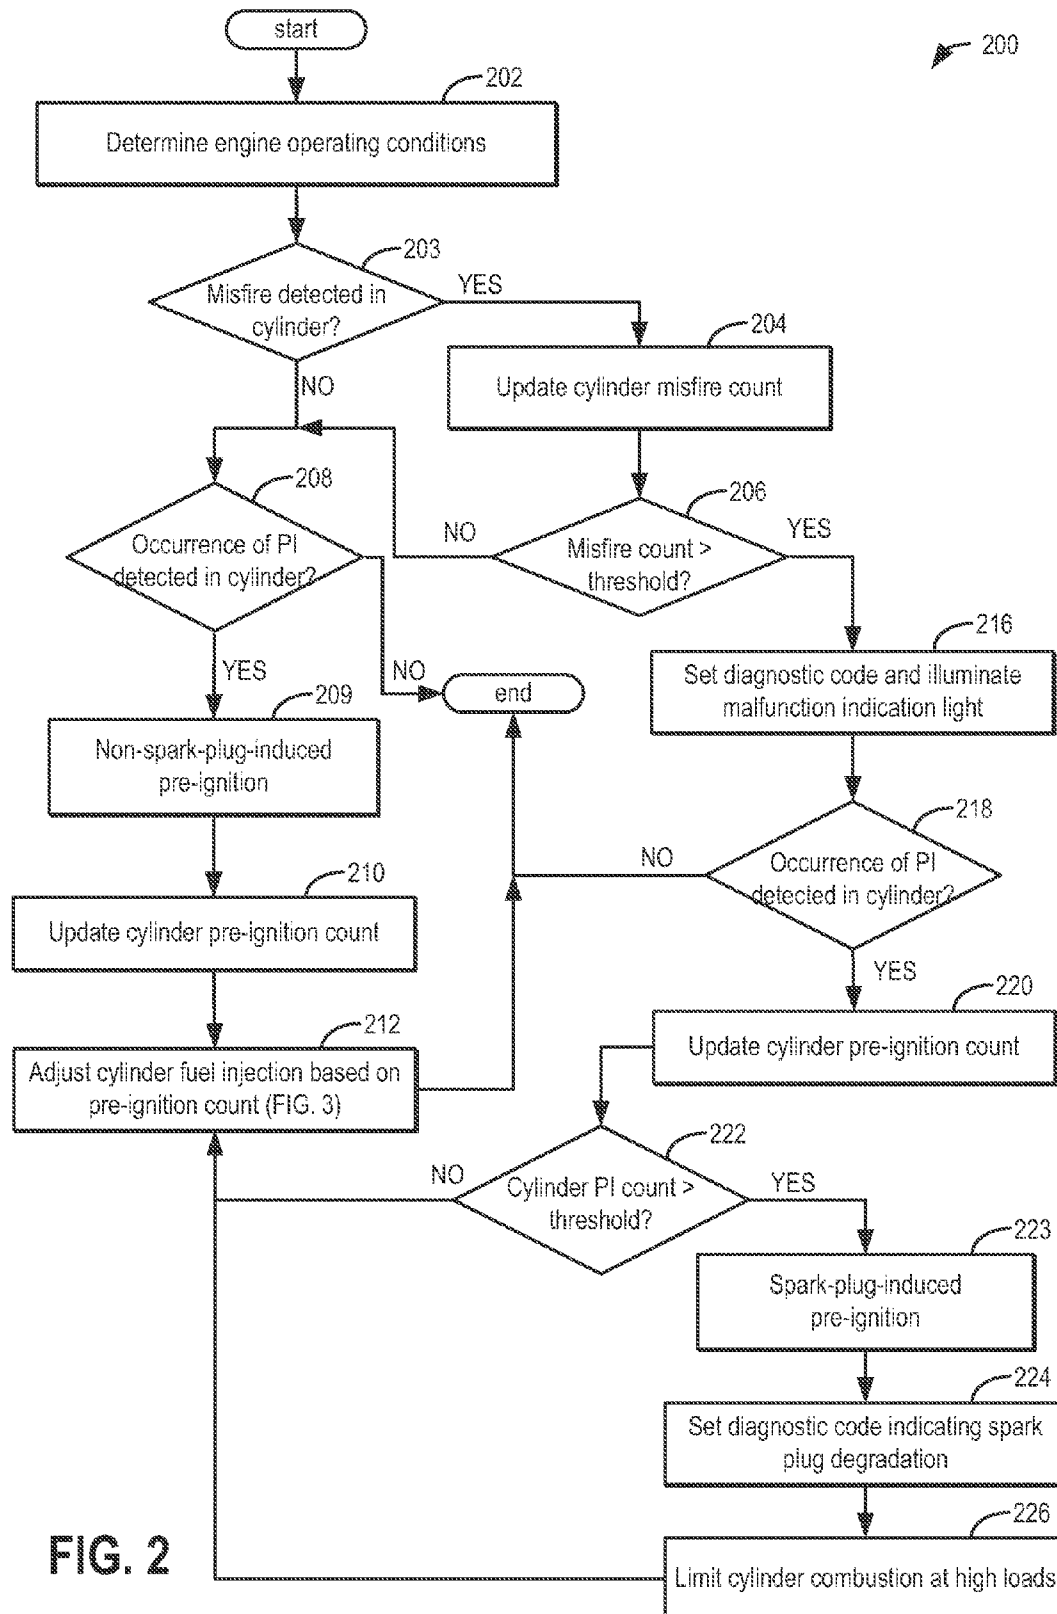 start
200
202
Determine engine operating conditions
203
Misfire detected in
cylinder?
YES
NO
204
Update cylinder misfire count
208
Occurrence of PI
detected in cylinder?
206
Misfire count >
threshold?
NO
YES
YES
NO
end
216
Set diagnostic code and illuminate
malfunction indication light
209
Non-spark-plug-induced
pre-ignition
218
Occurrence of PI
detected in cylinder?
NO
YES
210
Update cylinder pre-ignition count
220
Update cylinder pre-ignition count
212
Adjust cylinder fuel injection based on
pre-ignition count (FIG. 3)
222
Cylinder PI count >
threshold?
NO
YES
223
Spark-plug-induced
pre-ignition
224
Set diagnostic code indicating spark
plug degradation
226
Limit cylinder combustion at high loads
FIG. 2